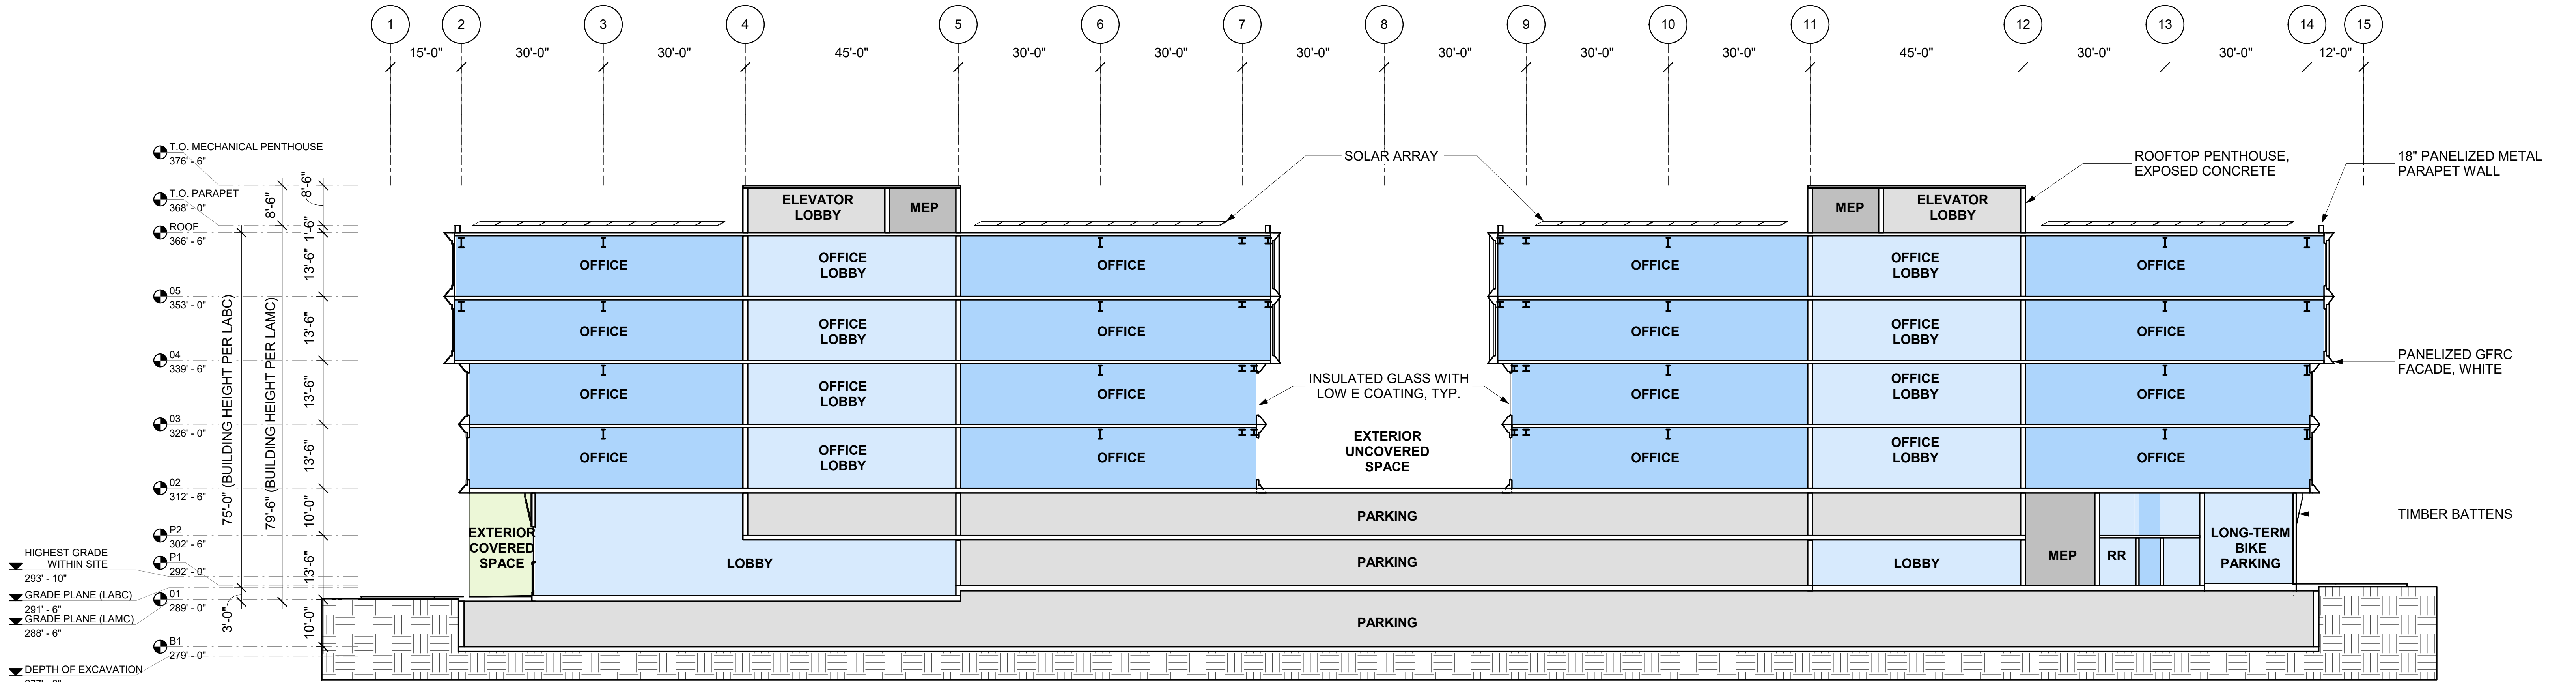 1 2 3 4 5 6 7 8 9 10 11 12 13 14 15
15'-0" 30'-0" 30'-0" 45'-0" 30'-0" 30'-0" 30'-0" 30'-0" 30'-0" 30'-0" 45'-0" 30'-0" 30'-0" 12'-0"
T.O. MECHANICAL PENTHOUSE
376' - 6"
T.O. PARAPET
368' - 0"
ROOF
366' - 6"
05
353' - 0"
04
339' - 6"
03
326' - 0"
02
312' - 6"
P2
302' - 6"
P1
292' - 0"
01
289' - 0"
B1
279' - 0"
HIGHEST GRADE
WITHIN SITE
293' - 10"
GRADE PLANE (LABC)
291' - 6"
GRADE PLANE (LAMC)
288' - 6"
DEPTH OF EXCAVATION
75'-0" (BUILDING HEIGHT PER LABC)
3'-0"
79'-6" (BUILDING HEIGHT PER LAMC)
8'-6"
8'-6"
1'-6"
13'-6"
13'-6"
13'-6"
13'-6"
10'-0"
13'-6"
10'-0"
SOLAR ARRAY
ROOFTOP PENTHOUSE,
EXPOSED CONCRETE
18" PANELIZED METAL
PARAPET WALL
ELEVATOR
LOBBY
MEP
MEP
ELEVATOR
LOBBY
OFFICE
OFFICE
LOBBY
OFFICE
OFFICE
OFFICE
LOBBY
OFFICE
OFFICE
OFFICE
LOBBY
OFFICE
OFFICE
OFFICE
LOBBY
OFFICE
PANELIZED GFRC
FACADE, WHITE
OFFICE
OFFICE
LOBBY
OFFICE
INSULATED GLASS WITH
LOW E COATING, TYP.
OFFICE
OFFICE
LOBBY
OFFICE
OFFICE
OFFICE
LOBBY
OFFICE
EXTERIOR
UNCOVERED
SPACE
OFFICE
OFFICE
LOBBY
OFFICE
EXTERIOR
COVERED
SPACE
LOBBY
PARKING
PARKING
LOBBY
MEP
RR
LONG-TERM
BIKE
PARKING
TIMBER BATTENS
PARKING